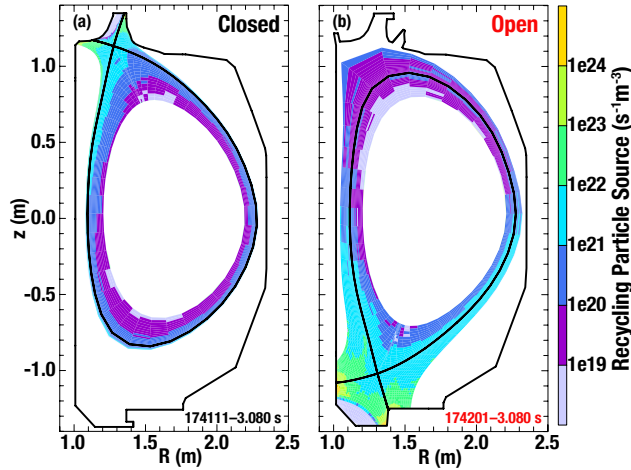 (a) Closed
(b) Open
1.0
0.5
0.0
-0.5
-1.0
z (m)
174111–3.080 s
174201–3.080 s
1.0 1.5 2.0 2.5
1.0 1.5 2.0 2.5
R (m)
R (m)
1e24
1e23
1e22
1e21
1e20
1e19
Recycling Particle Source (s⁻¹m⁻³)